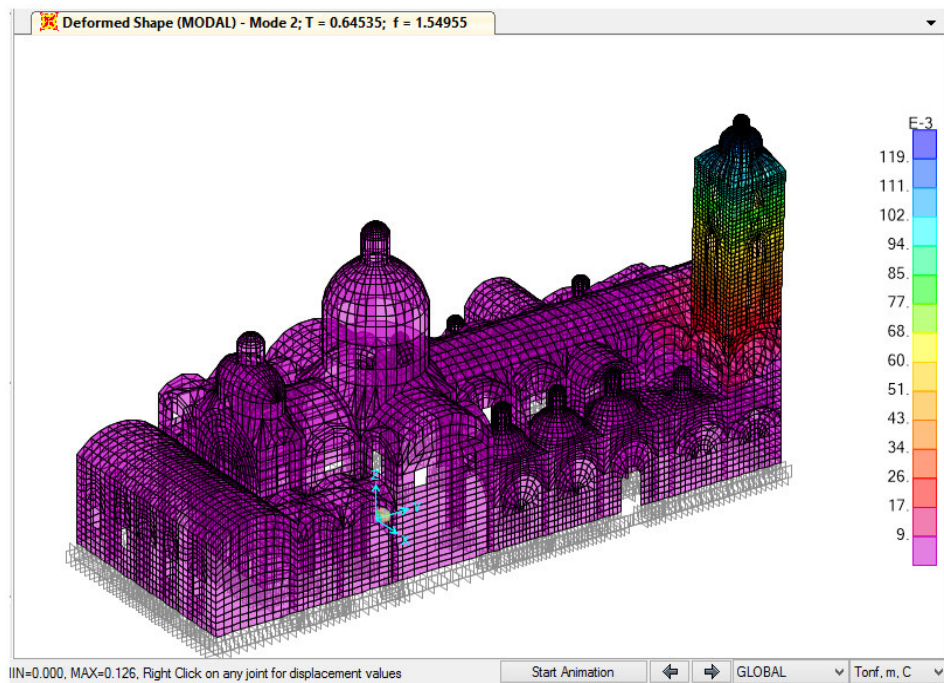 Deformed Shape (MODAL) - Mode 2; T = 0.64535; f = 1.54955
E-3
119.
111.
102.
94.
85.
77.
68.
60.
51.
43.
34.
26.
17.
9.
Z
Y
X
IIN=0.000, MAX=0.126, Right Click on any joint for displacement values
Start Animation
GLOBAL
Tonf, m, C